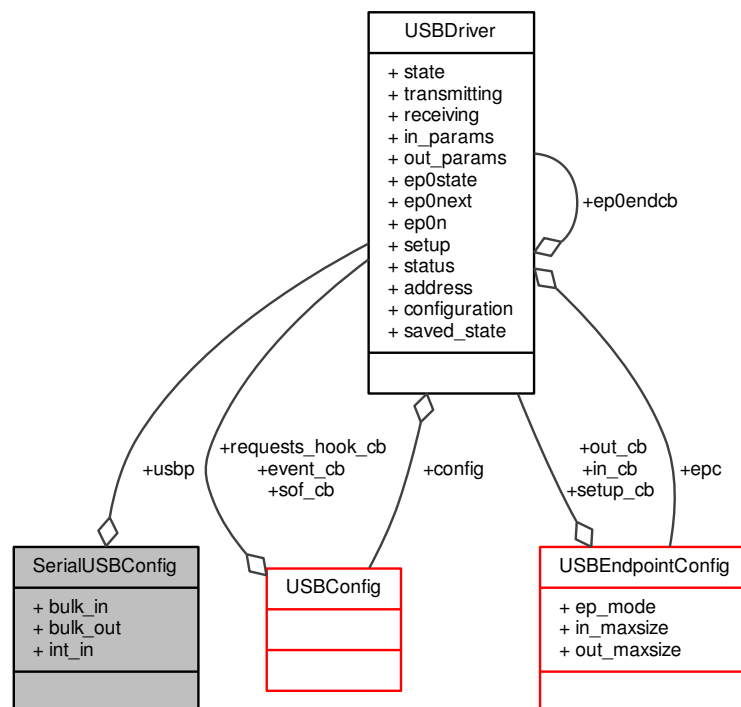 USBDriver
+ state
+ transmitting
+ receiving
+ in_params
+ out_params
+ ep0state
+ ep0next
+ ep0n
+ setup
+ status
+ address
+ configuration
+ saved_state
+ep0endcb
+usbp
+requests_hook_cb
+event_cb
+sof_cb
+config
+out_cb
+in_cb
+setup_cb
+epc
SerialUSBConfig
+ bulk_in
+ bulk_out
+ int_in
USBConfig
USBEndpointConfig
+ ep_mode
+ in_maxsize
+ out_maxsize